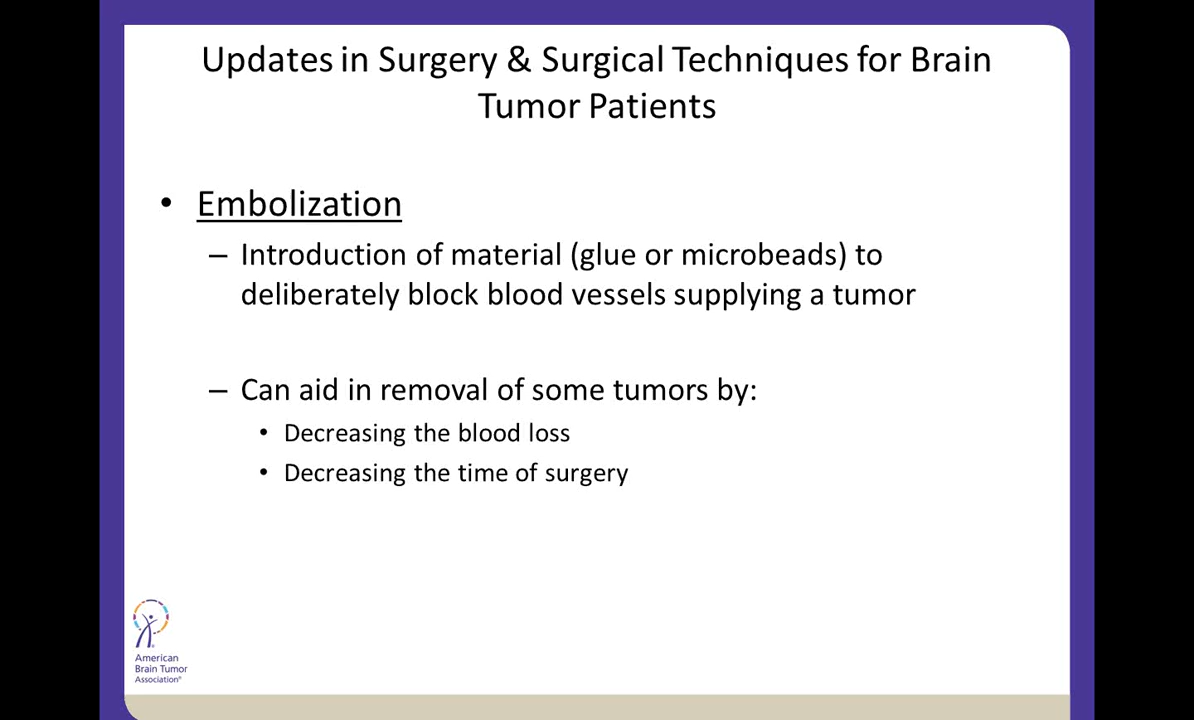 Updates in Surgery & Surgical Techniques for Brain
Tumor Patients
• Embolization
– Introduction of material (glue or microbeads) to
deliberately block blood vessels supplying a tumor
– Can aid in removal of some tumors by:
• Decreasing the blood loss
• Decreasing the time of surgery
American
Brain Tumor
Association®